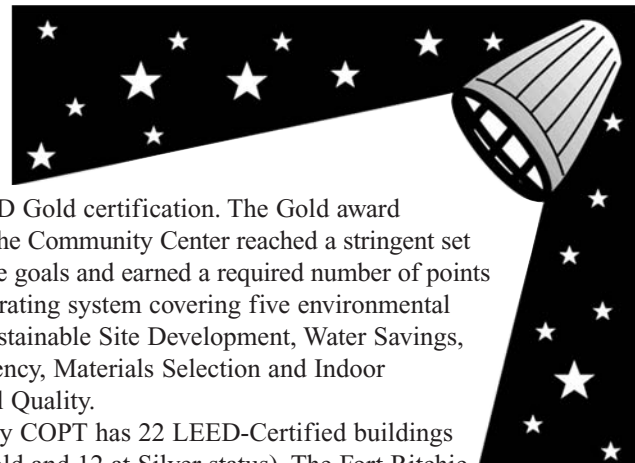 D Gold certification. The Gold award
he Community Center reached a stringent set
e goals and earned a required number of points
rating system covering five environmental
stainable Site Development, Water Savings,
ency, Materials Selection and Indoor
l Quality.
y COPT has 22 LEED-Certified buildings
ld and 12 at Silver status). The Fort Ritchie